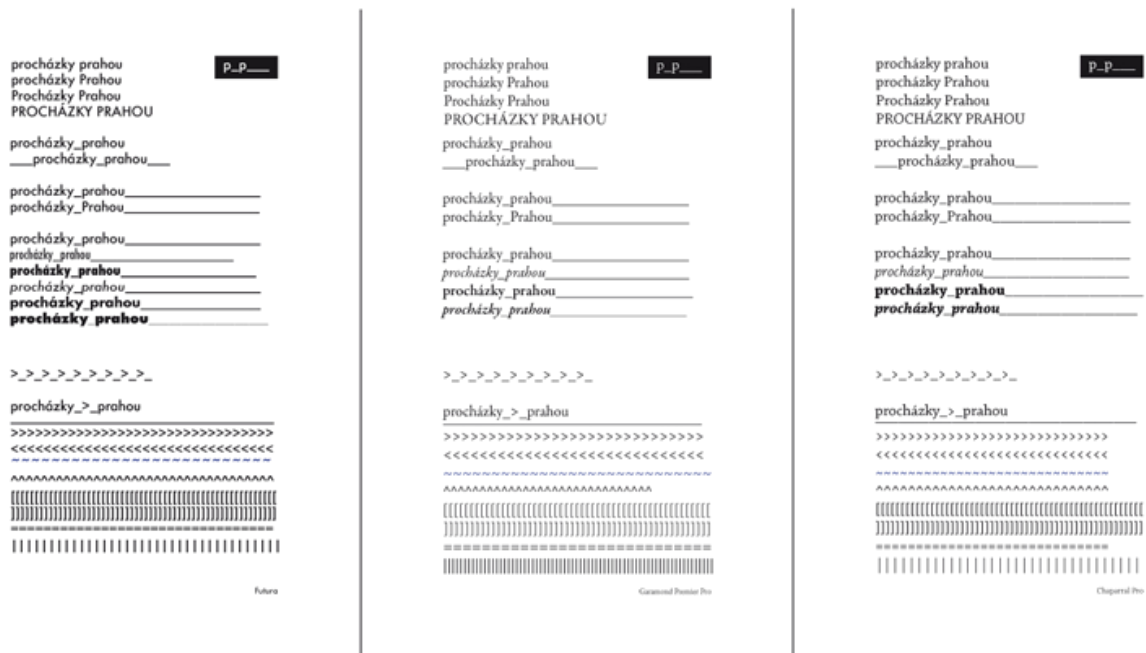 procházky prahou
procházky Prahou
Procházky Prahou
PROCHÁZKY PRAHOU
p_p___
procházky_prahou
___procházky_prahou___
procházky_prahou__________________
procházky_Prahou__________________
procházky_prahou__________________
procházky_prahou__________________
procházky_prahou__________________
procházky_prahou__________________
procházky_prahou________________
procházky_prahou________________
>_>_>_>_>_>_>_>_>_
procházky_>_prahou
>>>>>>>>>>>>>>>>>>>>>>>>>>>>>>>>>
<<<<<<<<<<<<<<<<<<<<<<<<<<<<<<<<<
~~~~~~~~~~~~~~~~~~~~~~~~~~~~
^^^^^^^^^^^^^^^^^^^^^^^^^^^^^^^^^
[[[[[[[[[[[[[[[[[[[[[[[[[[[[[[[[[[[[[[[[
]]]]]]]]]]]]]]]]]]]]]]]]]]]]]]]]]]]]]]]]
=================================
||||||||||||||||||||||||||
Futura
procházky prahou
procházky Prahou
Procházky Prahou
PROCHÁZKY PRAHOU
p_p___
procházky_prahou
___procházky_prahou___
procházky_prahou__________________
procházky_Prahou__________________
procházky_prahou__________________
procházky_prahou__________________
procházky_prahou__________________
procházky_prahou__________________
>_>_>_>_>_>_>_>_>_
procházky_>_prahou
>>>>>>>>>>>>>>>>>>>>>>>>>>>>>
<<<<<<<<<<<<<<<<<<<<<<<<<<<<<
~~~~~~~~~~~~~~~~~~~~~~~~~~~~~
^^^^^^^^^^^^^^^^^^^^^^^^^^^^^
[[[[[[[[[[[[[[[[[[[[[[[[[[[[[[[[[[[[[[
]]]]]]]]]]]]]]]]]]]]]]]]]]]]]]]]]]]]]]
=============================
||||||||||||||||||||||||||||||||||||||||||||||||
Garamond Premier Pro
procházky prahou
procházky Prahou
Procházky Prahou
PROCHÁZKY PRAHOU
p_p___
procházky_prahou
___procházky_prahou___
procházky_prahou__________________
procházky_Prahou__________________
procházky_prahou__________________
procházky_prahou__________________
procházky_prahou__________________
procházky_prahou__________________
>_>_>_>_>_>_>_>_>_
procházky_>_prahou
>>>>>>>>>>>>>>>>>>>>>>>>>>>>>
<<<<<<<<<<<<<<<<<<<<<<<<<<<<<
~~~~~~~~~~~~~~~~~~~~~~~~~~~~~
^^^^^^^^^^^^^^^^^^^^^^^^^^^^^
[[[[[[[[[[[[[[[[[[[[[[[[[[[[[[[[[[[[[[[[
]]]]]]]]]]]]]]]]]]]]]]]]]]]]]]]]]]]]]]]]
=============================
||||||||||||||||||||||||||
Chaparral Pro